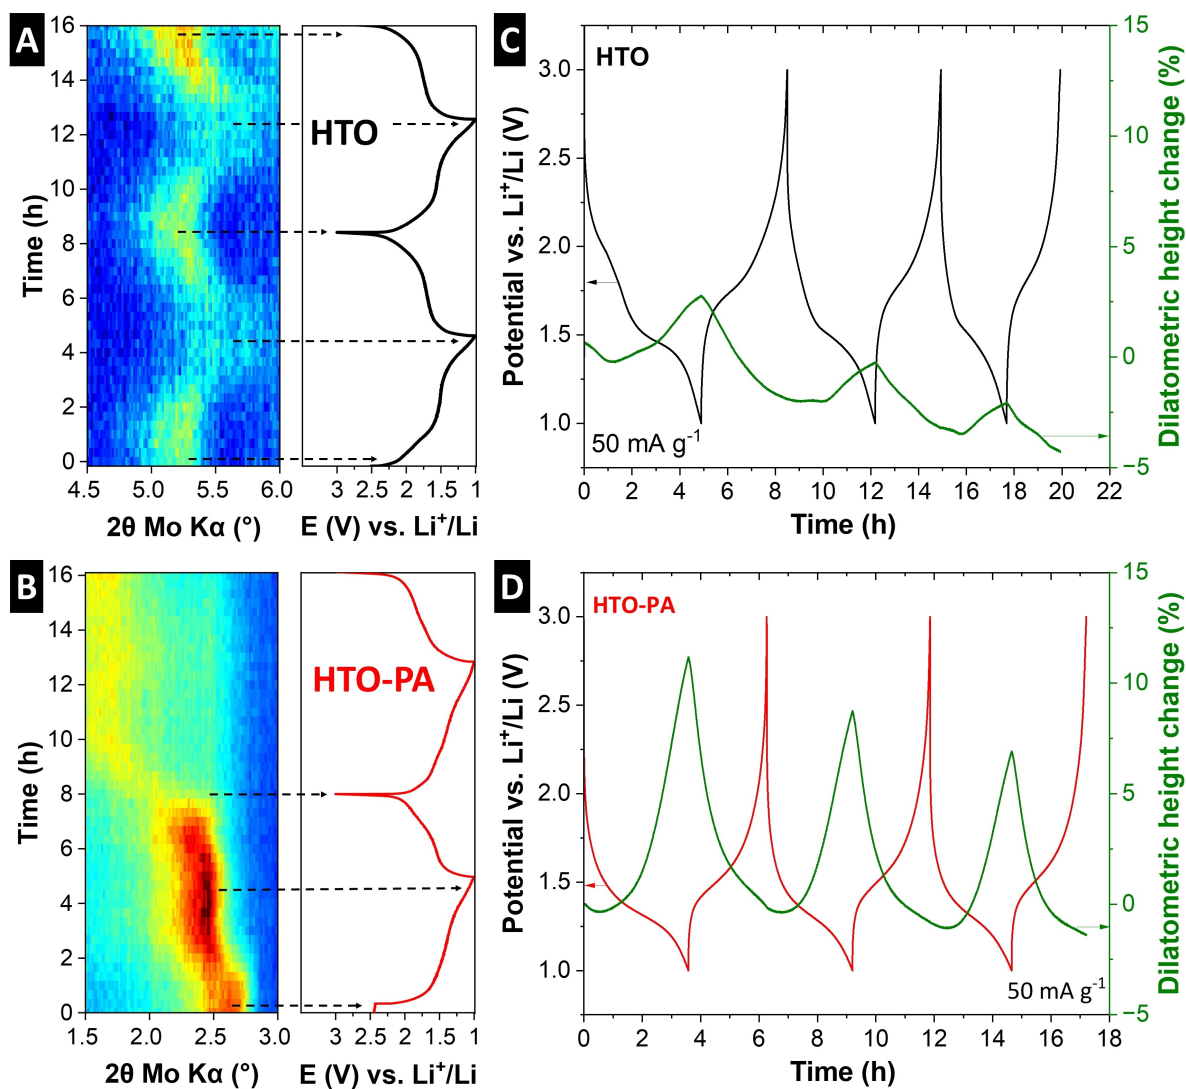 A
16
14
12
10
8
6
4
2
0
Time (h)
4.5 5.0 5.5 6.0
2θ Mo Kα (°)
HTO
3 2.5 2 1.5 1
E (V) vs. Li⁺/Li
C
HTO
3.0
2.5
2.0
1.5
1.0
Potential vs. Li⁺/Li (V)
50 mA g⁻¹
0 2 4 6 8 10 12 14 16 18 20 22
Time (h)
15
10
5
0
−5
Dilatometric height change (%)
B
16
14
12
10
8
6
4
2
0
Time (h)
1.5 2.0 2.5 3.0
2θ Mo Kα (°)
HTO-PA
3 2.5 2 1.5 1
E (V) vs. Li⁺/Li
D
HTO-PA
3.0
2.5
2.0
1.5
1.0
Potential vs. Li⁺/Li (V)
50 mA g⁻¹
0 2 4 6 8 10 12 14 16 18
Time (h)
15
10
5
0
−5
Dilatometric height change (%)